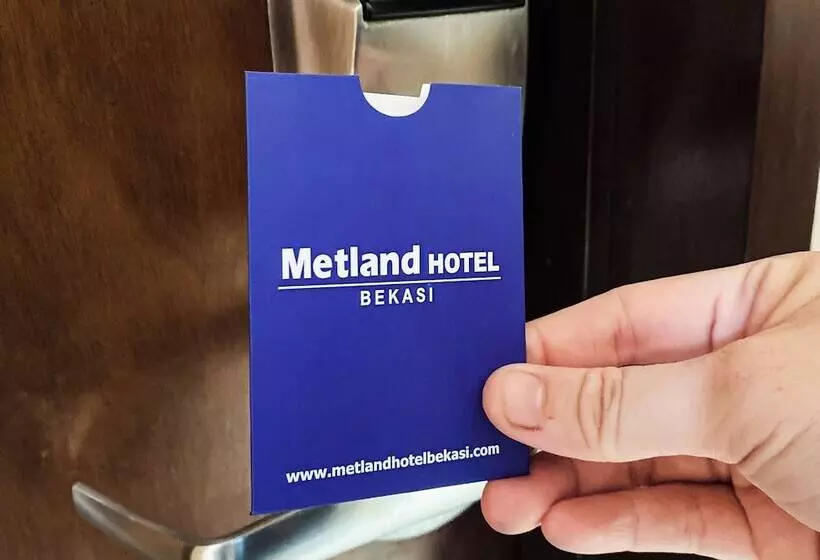 Metland HOTEL
BEKASI
www.metlandhotelbekasi.com